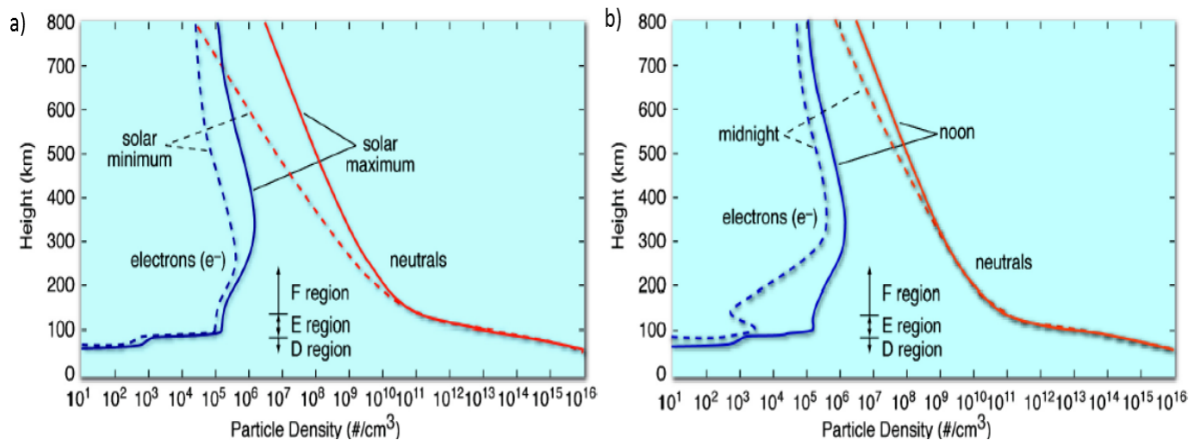 a)
800
700
600
500
400
300
200
100
0
Height (km)
solar
minimum
solar
maximum
electrons (e⁻)
neutrals
F region
E region
D region
10¹ 10² 10³ 10⁴ 10⁵ 10⁶ 10⁷ 10⁸ 10⁹ 10¹⁰ 10¹¹ 10¹² 10¹³ 10¹⁴ 10¹⁵ 10¹⁶
Particle Density (#/cm³)
b)
800
700
600
500
400
300
200
100
0
Height (km)
midnight
noon
electrons (e⁻)
neutrals
F region
E region
D region
10¹ 10² 10³ 10⁴ 10⁵ 10⁶ 10⁷ 10⁸ 10⁹ 10¹⁰ 10¹¹ 10¹² 10¹³ 10¹⁴ 10¹⁵ 10¹⁶
Particle Density (#/cm³)